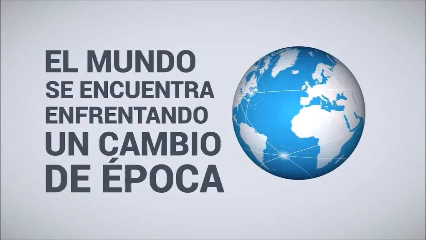 EL MUNDO
SE ENCUENTRA
ENFRENTANDO
UN CAMBIO
DE ÉPOCA